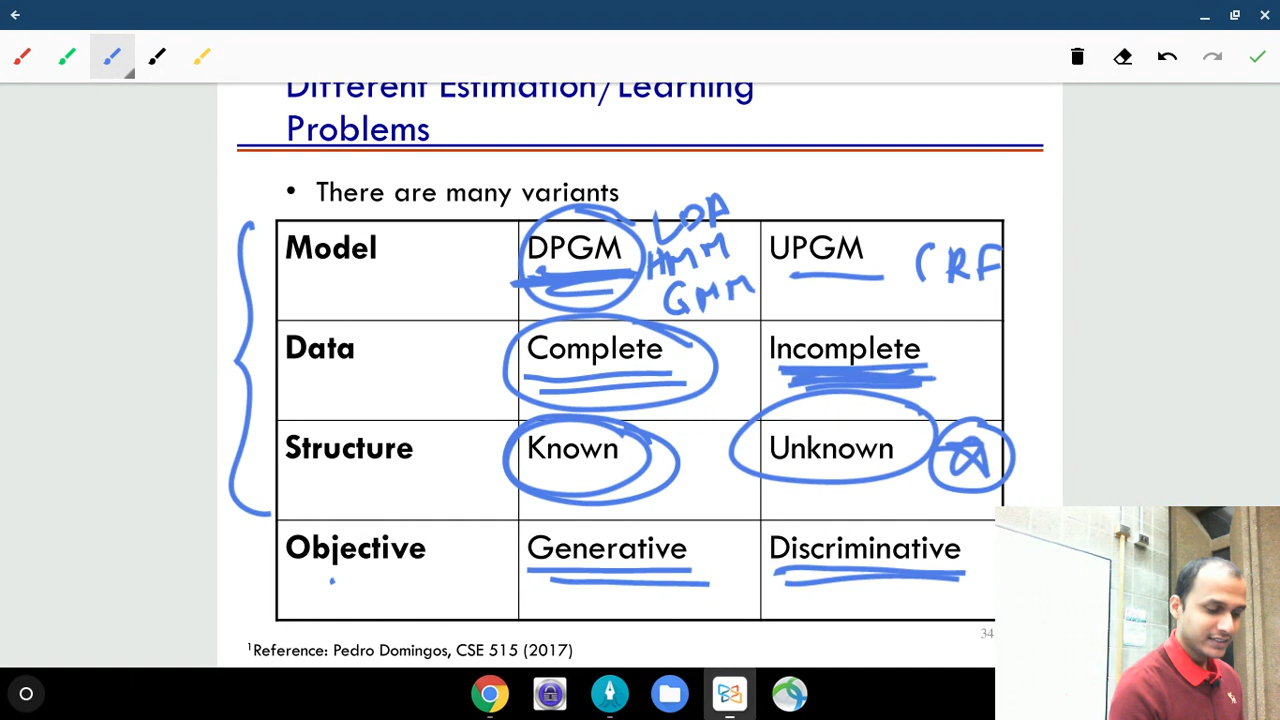 Different Estimation/Learning
Problems
• There are many variants
Model DPGM LDA HMM GMM UPGM CRF
Data Complete Incomplete
Structure Known Unknown
Objective Generative Discriminative
34
1Reference: Pedro Domingos, CSE 515 (2017)